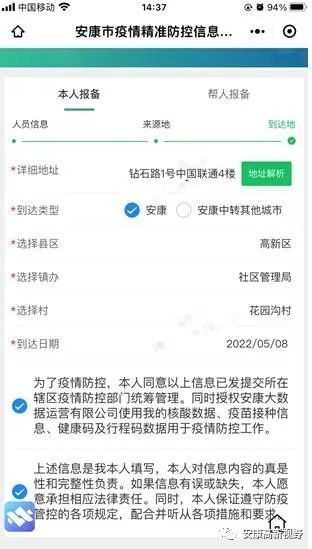 中国移动
14:37
94%
安康市疫情精准防控信息...
本人报备
帮人报备
人员信息
来源地
到达地
*详细地址
钻石路1号中国联通4楼
地址解析
*到达类型
安康
安康中转其他城市
*选择县区
高新区
*选择镇办
社区管理局
*选择村
花园沟村
*到达日期
2022/05/08
为了疫情防控，本人同意以上信息已发提交所在
辖区疫情防控部门统筹管理。同时授权安康大数
据运营有限公司使用我的核酸数据、疫苗接种信
息、健康码及行程码数据用于疫情防控工作。
上述信息是我本人填写，本人对信息内容的真是
性和完整性负责。如果信息有误或缺失，本人愿
意承担相应法律责任。同时，本人保证遵守防疫
管控的各项规定，配合并听从各项措施和要求
安康高新视野